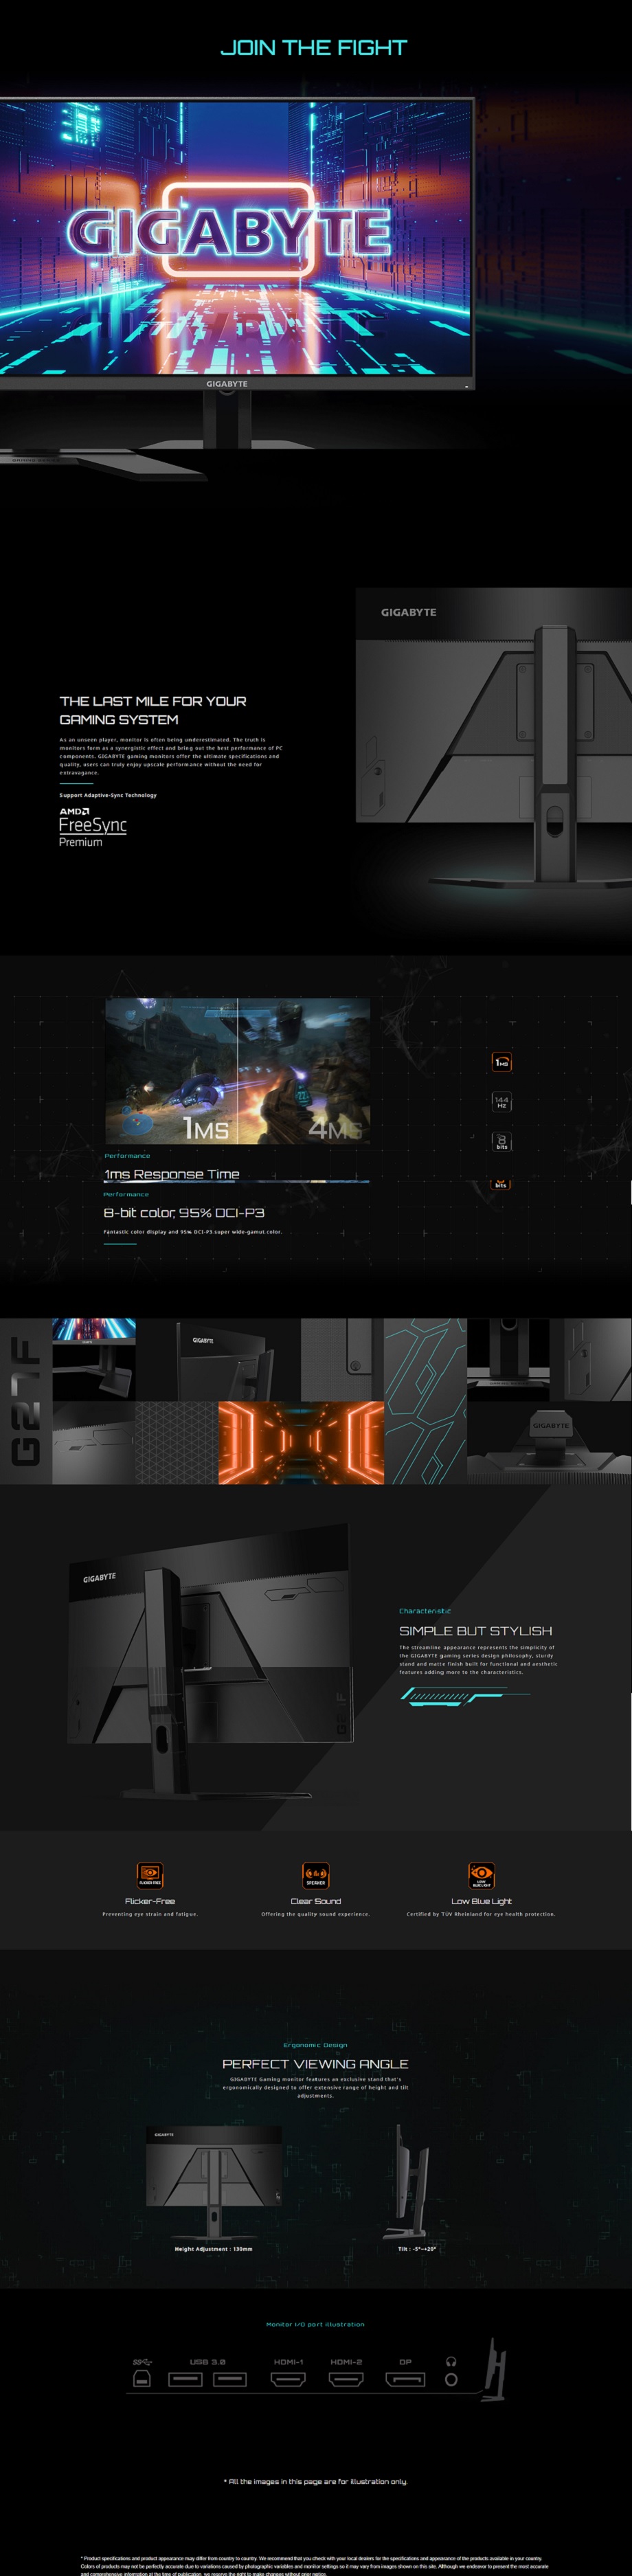 JOIN THE FIGHT
GIGABYTE
GIGABYTE
GIGABYTE
THE LAST MILE FOR YOUR
GAMING SYSTEM
As an unseen player, monitor is often being underestimated. The truth is
monitors form as a synergistic effect and bring out the best performance of PC
components. GIGABYTE gaming monitors offer the ultimate specifications and
quality, users can truly enjoy upscale performance without the need for
extravagance.
Support Adaptive-Sync Technology
AMD
FreeSync
Premium
1MS
144
Hz
8
bits
bits
1MS
4MS
Performance
1ms Response Time
Performance
8-bit color, 95% DCI-P3
Fantastic color display and 95% DCI-P3 super wide-gamut color.
G27F
GIGABYTE
GIGABYTE
GIGABYTE
G27F
Characteristic
SIMPLE BUT STYLISH
The streamline appearance represents the simplicity of
the GIGABYTE gaming series design philosophy, sturdy
stand and matte finish built for functional and aesthetic
features adding more to the characteristics.
FLICKER-FREE
SPEAKER
LOW
BLUE LIGHT
Flicker-Free
Clear Sound
Low Blue Light
Preventing eye strain and fatigue.
Offering the quality sound experience.
Certified by TÜV Rheinland for eye health protection.
Ergonomic Design
PERFECT VIEWING ANGLE
GIGABYTE Gaming monitor features an exclusive stand that's
ergonomically designed to offer extensive range of height and tilt
adjustments.
GIGABYTE
Height Adjustment : 130mm
Tilt : -5°~+20°
Monitor I/O port illustration
USB 3.0
HDMI-1
HDMI-2
DP
* All the images in this page are for illustration only.
* Product specifications and product appearance may differ from country to country. We recommend that you check with your local dealers for the specifications and appearance of the products available in your country.
Colors of products may not be perfectly accurate due to variations caused by photographic variables and monitor settings so it may vary from images shown on this site. Although we endeavor to present the most accurate
and comprehensive information at the time of publication, we reserve the right to make changes without prior notice.